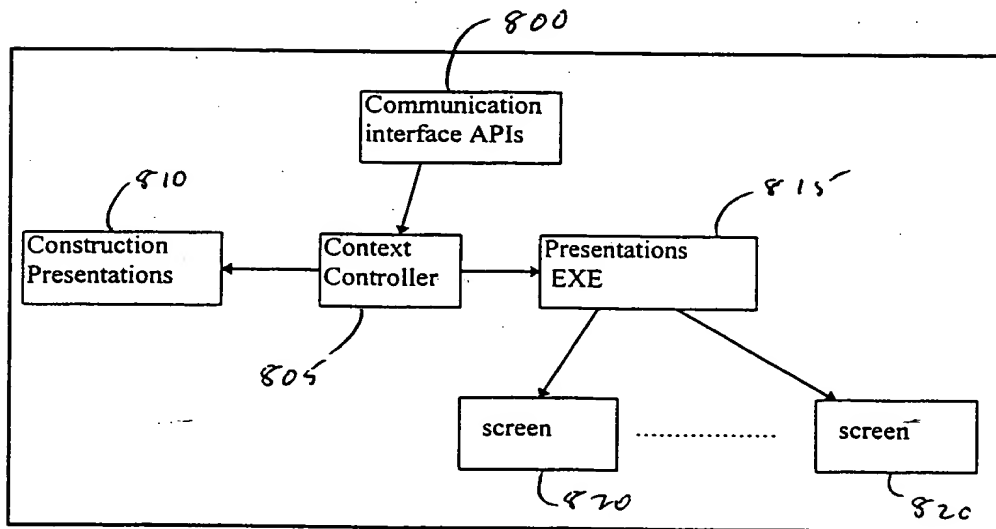 800
Communication
interface APIs
810
815
Construction
Presentations
Context
Controller
Presentations
EXE
805
screen
screen
820
820